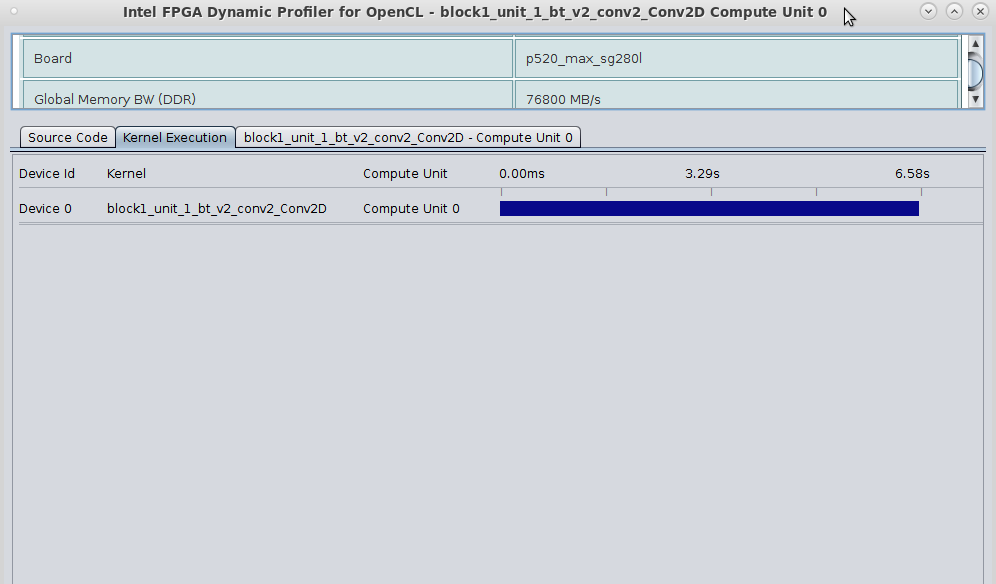 Intel FPGA Dynamic Profiler for OpenCL - block1_unit_1_bt_v2_conv2_Conv2D Compute Unit 0
Board p520_max_sg280l
Global Memory BW (DDR) 76800 MB/s
Source Code Kernel Execution block1_unit_1_bt_v2_conv2_Conv2D - Compute Unit 0
Device Id Kernel Compute Unit 0.00ms 3.29s 6.58s
Device 0 block1_unit_1_bt_v2_conv2_Conv2D Compute Unit 0